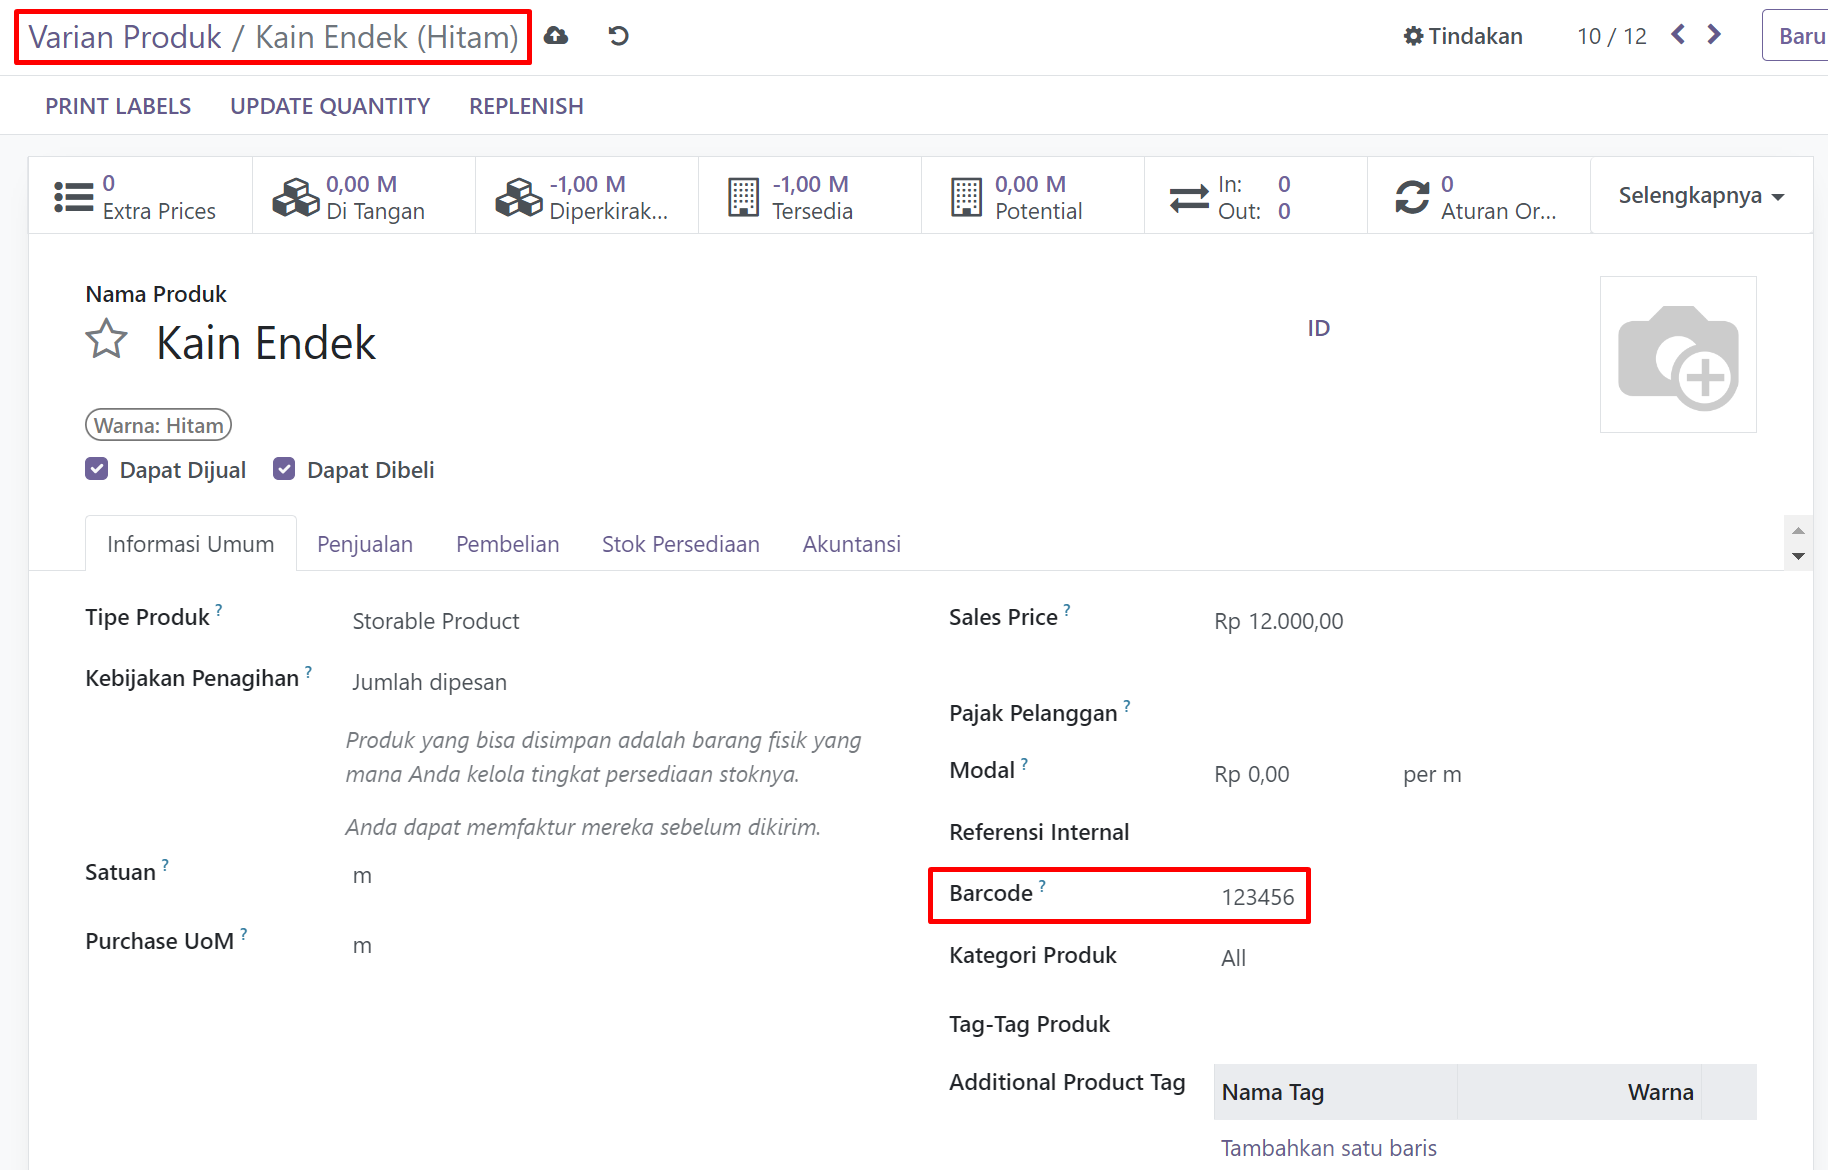 Varian Produk / Kain Endek (Hitam)
Tindakan
10 / 12
Baru
PRINT LABELS
UPDATE QUANTITY
REPLENISH
0
Extra Prices
0,00 M
Di Tangan
-1,00 M
Diperkirak...
-1,00 M
Tersedia
0,00 M
Potential
In: 0
Out: 0
0
Aturan Or...
Selengkapnya
Nama Produk
Kain Endek
ID
Warna: Hitam
Dapat Dijual
Dapat Dibeli
Informasi Umum
Penjualan
Pembelian
Stok Persediaan
Akuntansi
Tipe Produk ?
Storable Product
Kebijakan Penagihan ?
Jumlah dipesan
Produk yang bisa disimpan adalah barang fisik yang
mana Anda kelola tingkat persediaan stoknya.
Anda dapat memfaktur mereka sebelum dikirim.
Satuan ?
m
Purchase UoM ?
m
Sales Price ?
Rp 12.000,00
Pajak Pelanggan ?
Modal ?
Rp 0,00
per m
Referensi Internal
Barcode ?
123456
Kategori Produk
All
Tag-Tag Produk
Additional Product Tag
Nama Tag
Warna
Tambahkan satu baris